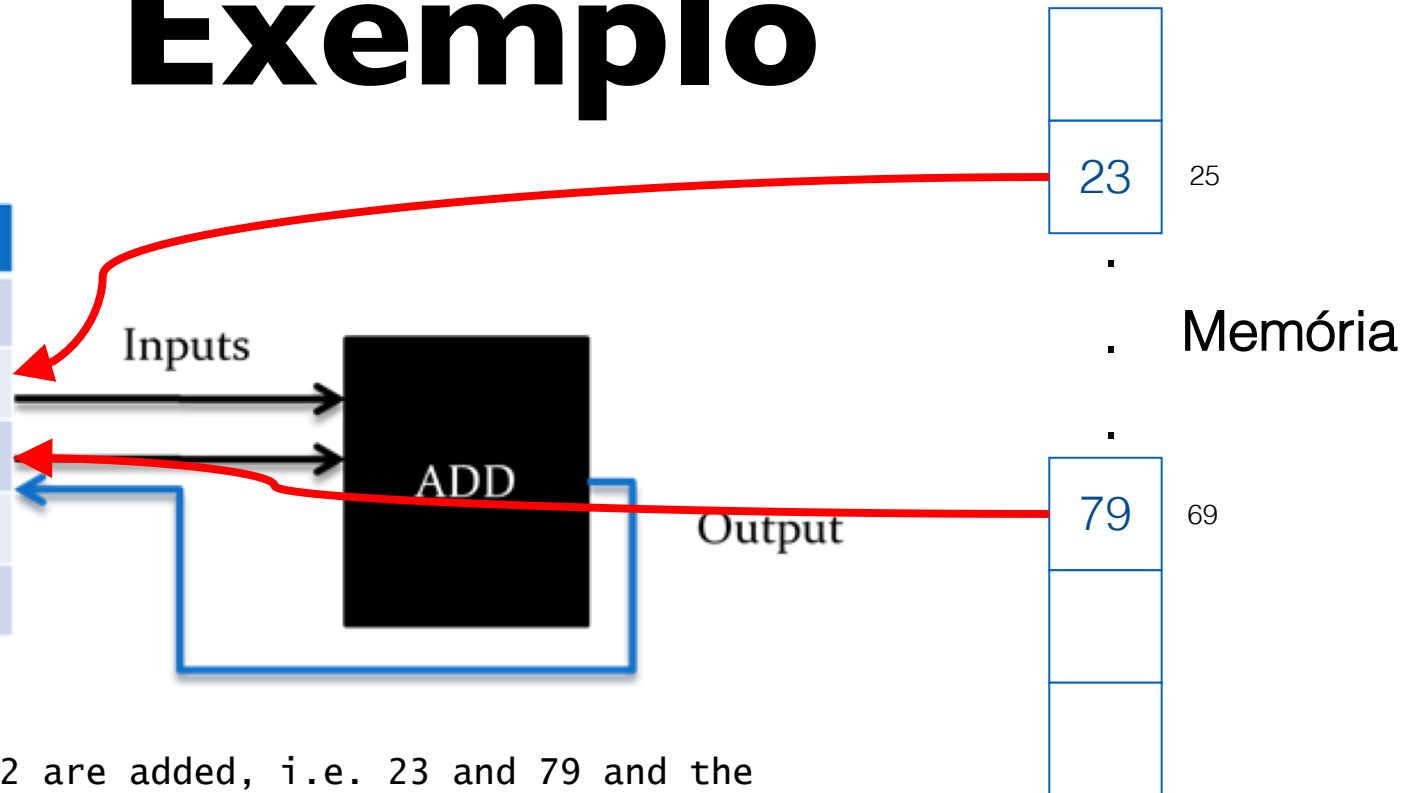 Exemplo
23
25
.
.
.
Memória
Inputs
ADD
Output
79
69
2 are added, i.e. 23 and 79 and the